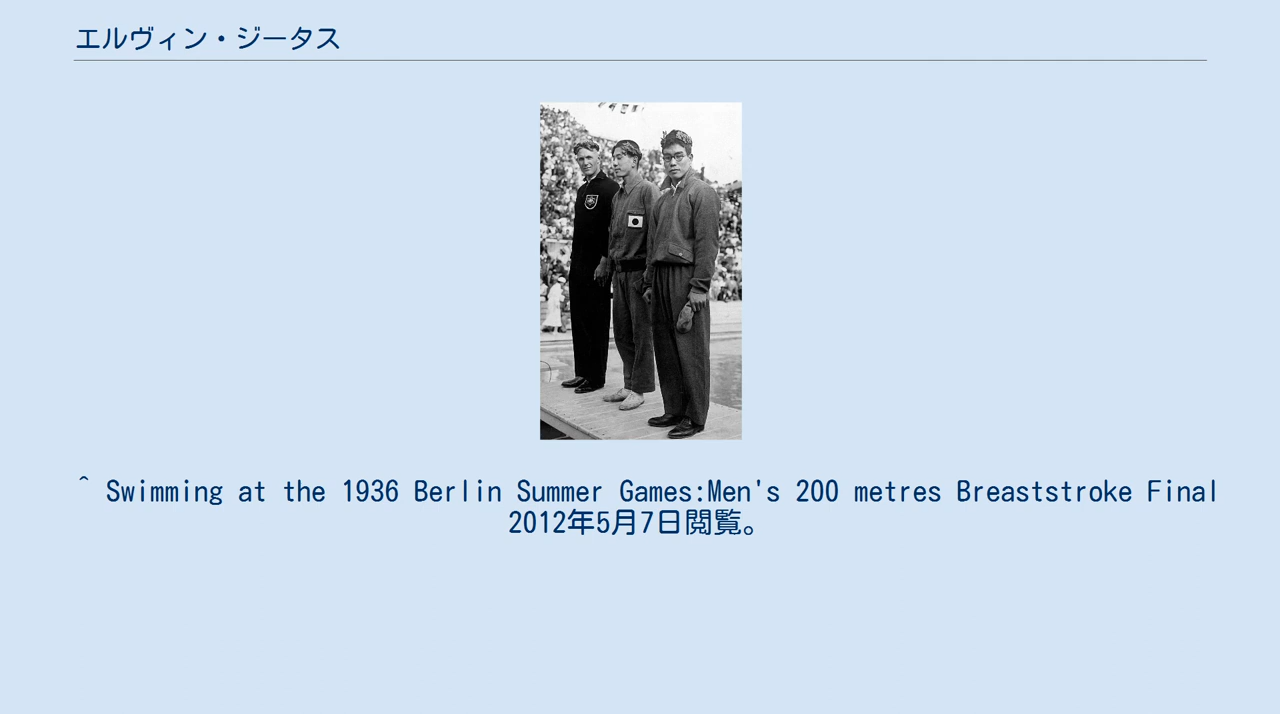 エルヴィン・ジータス
^ Swimming at the 1936 Berlin Summer Games:Men's 200 metres Breaststroke Final
2012年5月7日閲覧。